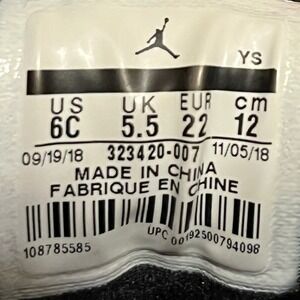 YS
US UK EUR cm
6C 5.5 22 12
09/19/18 323420-007 11/05/18
MADE IN CHINA
FABRIQUE EN CHINE
108785585
UPC 00192500794098